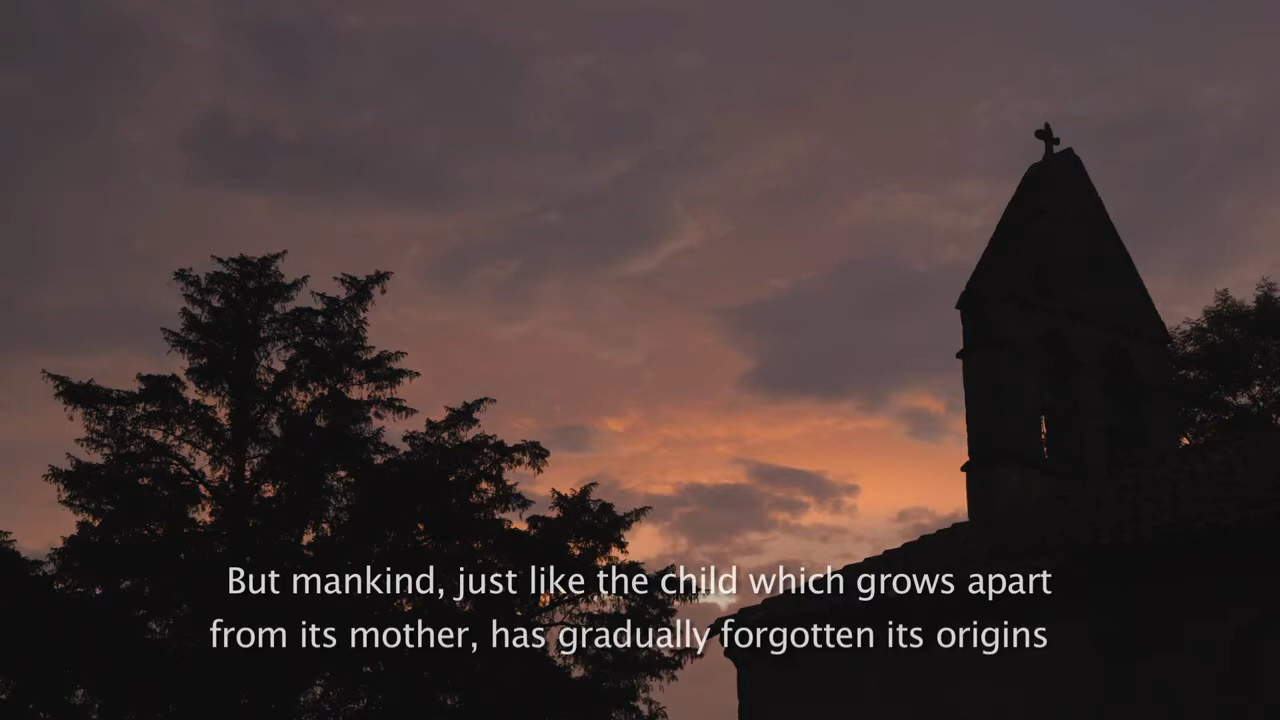 But mankind, just like the child which grows apart
from its mother, has gradually forgotten its origins